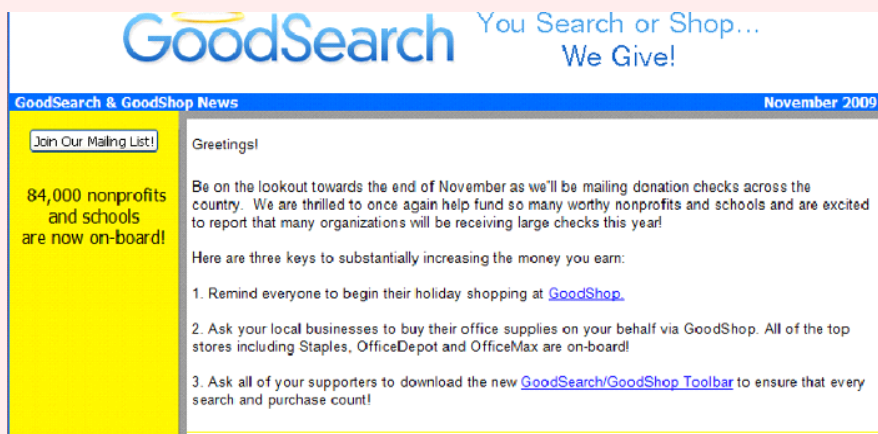 GoodSearch
You Search or Shop...
We Give!
GoodSearch & GoodShop News
November 2009
Join Our Mailing List!
84,000 nonprofits
and schools
are now on-board!
Greetings!
Be on the lookout towards the end of November as we'll be mailing donation checks across the
country. We are thrilled to once again help fund so many worthy nonprofits and schools and are excited
to report that many organizations will be receiving large checks this year!
Here are three keys to substantially increasing the money you earn:
1. Remind everyone to begin their holiday shopping at GoodShop.
2. Ask your local businesses to buy their office supplies on your behalf via GoodShop. All of the top
stores including Staples, OfficeDepot and OfficeMax are on-board!
3. Ask all of your supporters to download the new GoodSearch/GoodShop Toolbar to ensure that every
search and purchase count!